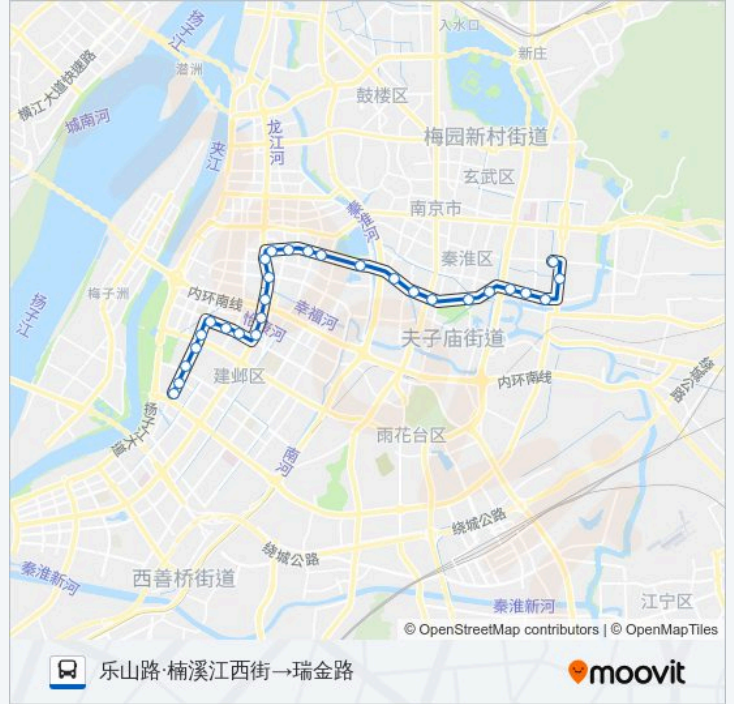 扬子江
入水口
新庄
潜洲
横江大道快速路
鼓楼区
城南河
龙江河
梅园新村街道
夹江
玄武区
秦淮河
南京市
秦淮区
梅子洲
内环南线
扬子江
幸福河
夫子庙街道
建邺区
内环南线
绕城公路
扬子江大道
雨花台区
南河
绕城公路
绕城公路
秦淮新河
西善桥街道
秦淮新河
江宁区
© OpenStreetMap contributors | © OpenMapTiles
乐山路·楠溪江西街→瑞金路
moovit